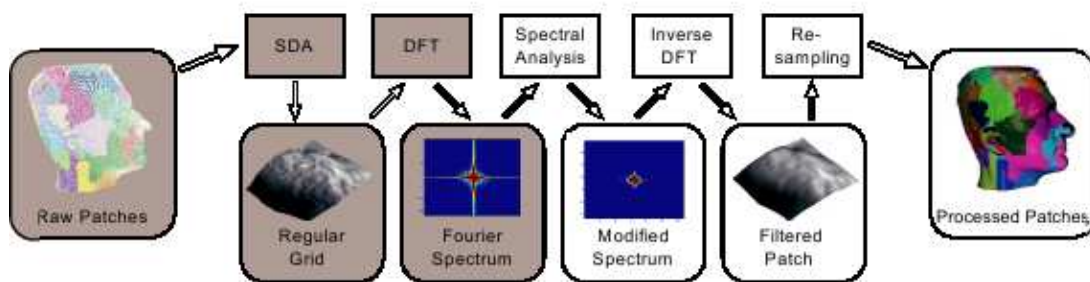 SDA
DFT
Spectral
Analysis
Inverse
DFT
Re-
sampling
Raw Patches
Regular
Grid
Fourier
Spectrum
Modified
Spectrum
Filtered
Patch
Processed Patches